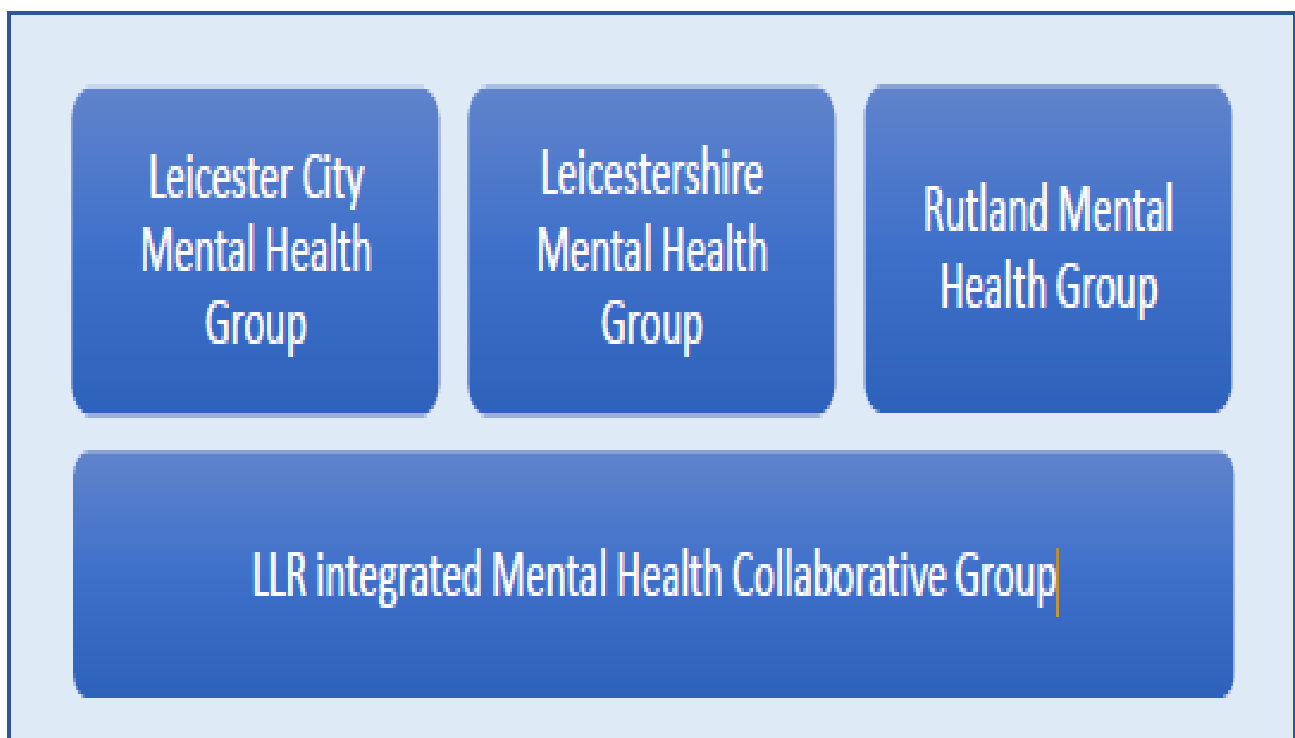 Leicester City
Mental Health
Group
Leicestershire
Mental Health
Group
Rutland Mental
Health Group
LLR integrated Mental Health Collaborative Group